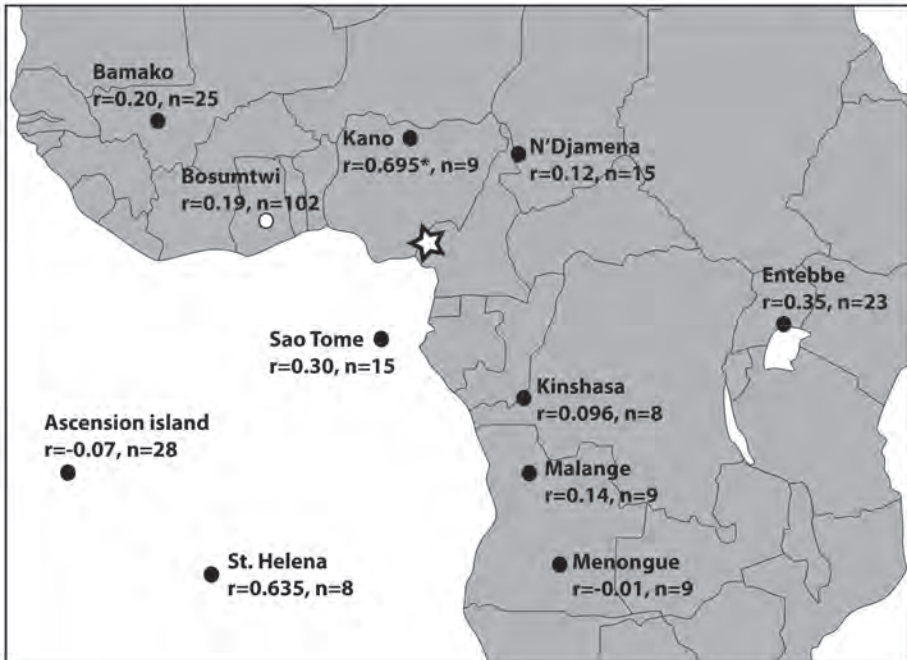 Bamako
r=0.20, n=25
Kano
r=0.695*, n=9
N'Djamena
r=0.12, n=15
Bosumtwi
r=0.19, n=102
Entebbe
r=0.35, n=23
Sao Tome
r=0.30, n=15
Kinshasa
r=0.096, n=8
Ascension island
r=-0.07, n=28
Malange
r=0.14, n=9
St. Helena
r=0.635, n=8
Menongue
r=-0.01, n=9